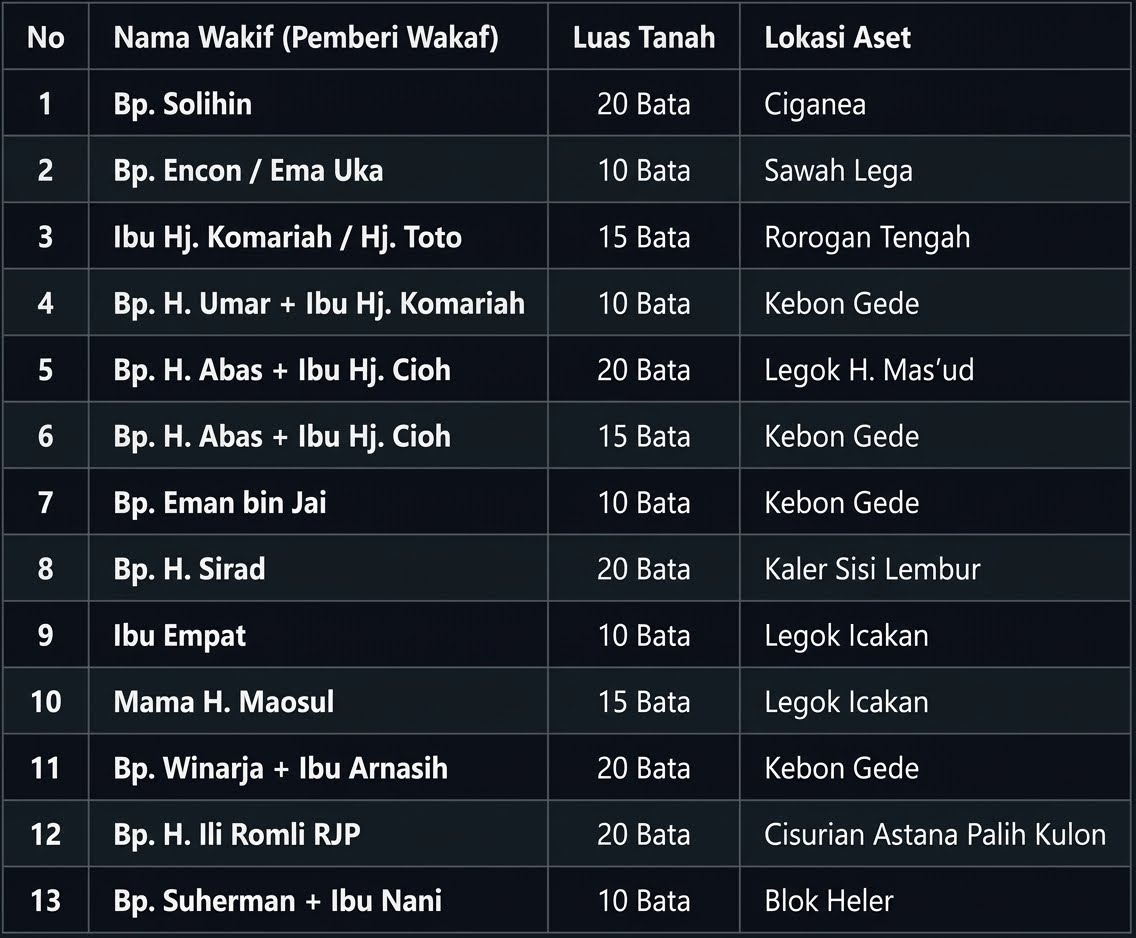 No Nama Wakif (Pemberi Wakaf) Luas Tanah Lokasi Aset
1 Bp. Solihin 20 Bata Ciganea
2 Bp. Encon / Ema Uka 10 Bata Sawah Lega
3 Ibu Hj. Komariah / Hj. Toto 15 Bata Rorogan Tengah
4 Bp. H. Umar + Ibu Hj. Komariah 10 Bata Kebon Gede
5 Bp. H. Abas + Ibu Hj. Cioh 20 Bata Legok H. Mas’ud
6 Bp. H. Abas + Ibu Hj. Cioh 15 Bata Kebon Gede
7 Bp. Eman bin Jai 10 Bata Kebon Gede
8 Bp. H. Sirad 20 Bata Kaler Sisi Lembur
9 Ibu Empat 10 Bata Legok Icakan
10 Mama H. Maosul 15 Bata Legok Icakan
11 Bp. Winarja + Ibu Arnasih 20 Bata Kebon Gede
12 Bp. H. Ili Romli RJP 20 Bata Cisurian Astana Palih Kulon
13 Bp. Suherman + Ibu Nani 10 Bata Blok Heler